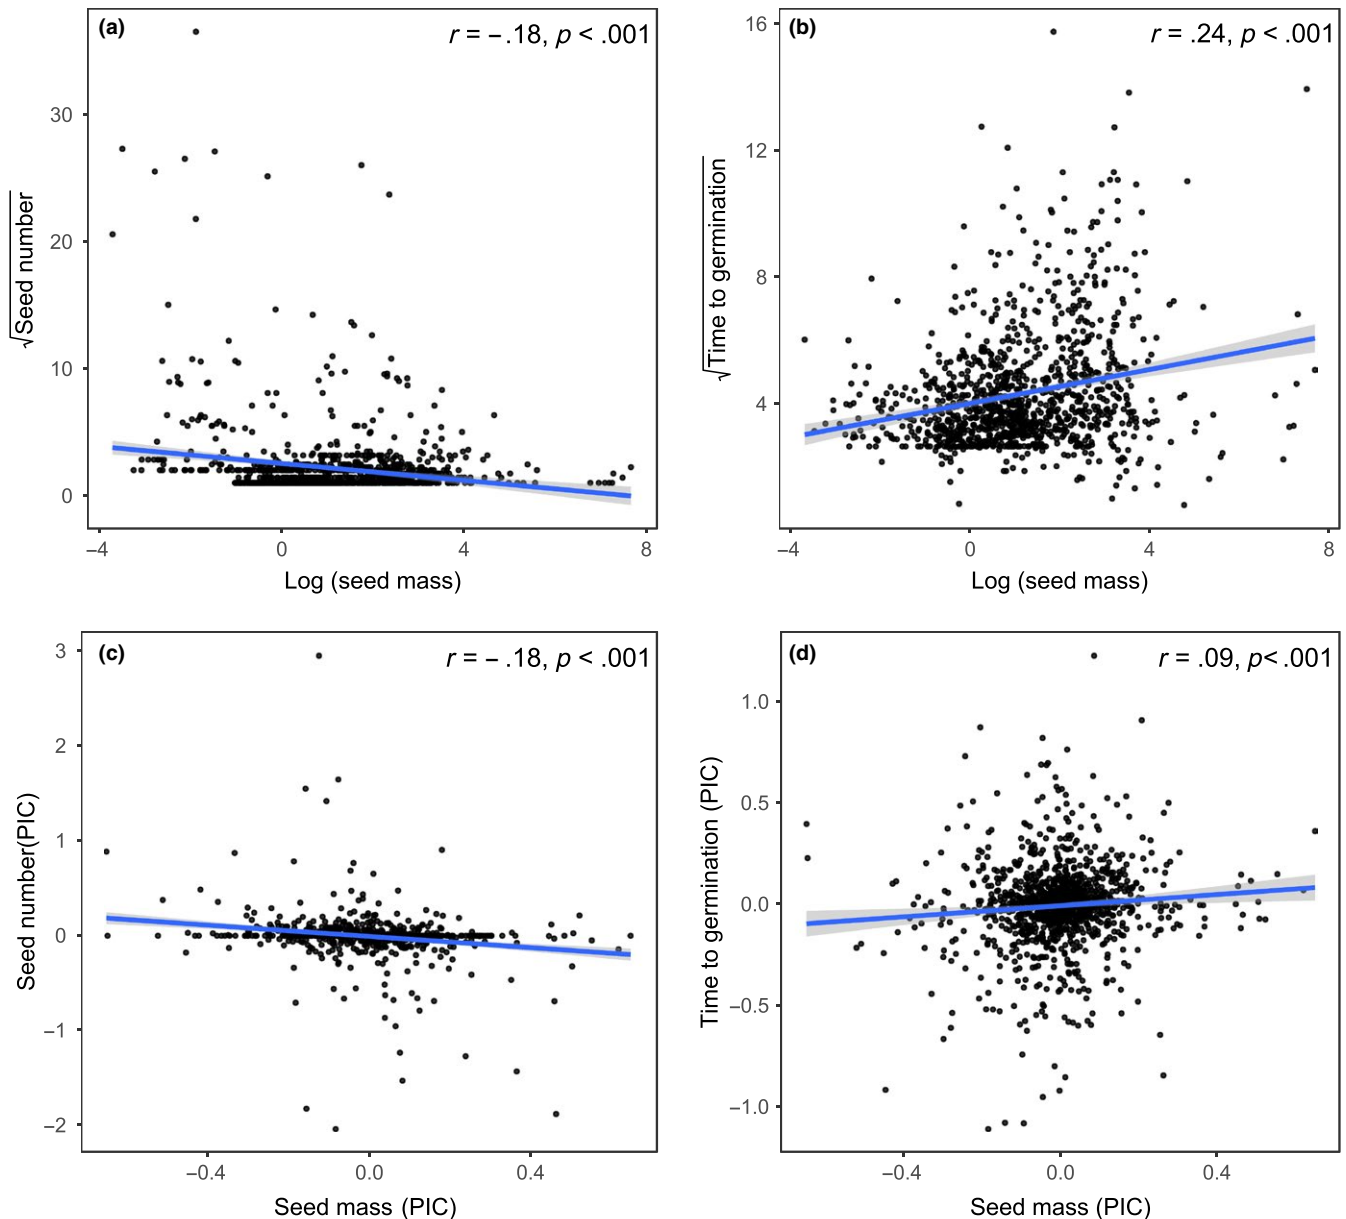 (a)
r = −.18, p < .001
30
20
10
0
√Seed number
−4
0
4
8
Log (seed mass)
(b)
r = .24, p < .001
16
12
8
4
√Time to germination
−4
0
4
8
Log (seed mass)
(c)
r = −.18, p < .001
3
2
1
0
−1
−2
Seed number(PIC)
−0.4
0.0
0.4
Seed mass (PIC)
(d)
r = .09, p< .001
1.0
0.5
0.0
−0.5
−1.0
Time to germination (PIC)
−0.4
0.0
0.4
Seed mass (PIC)